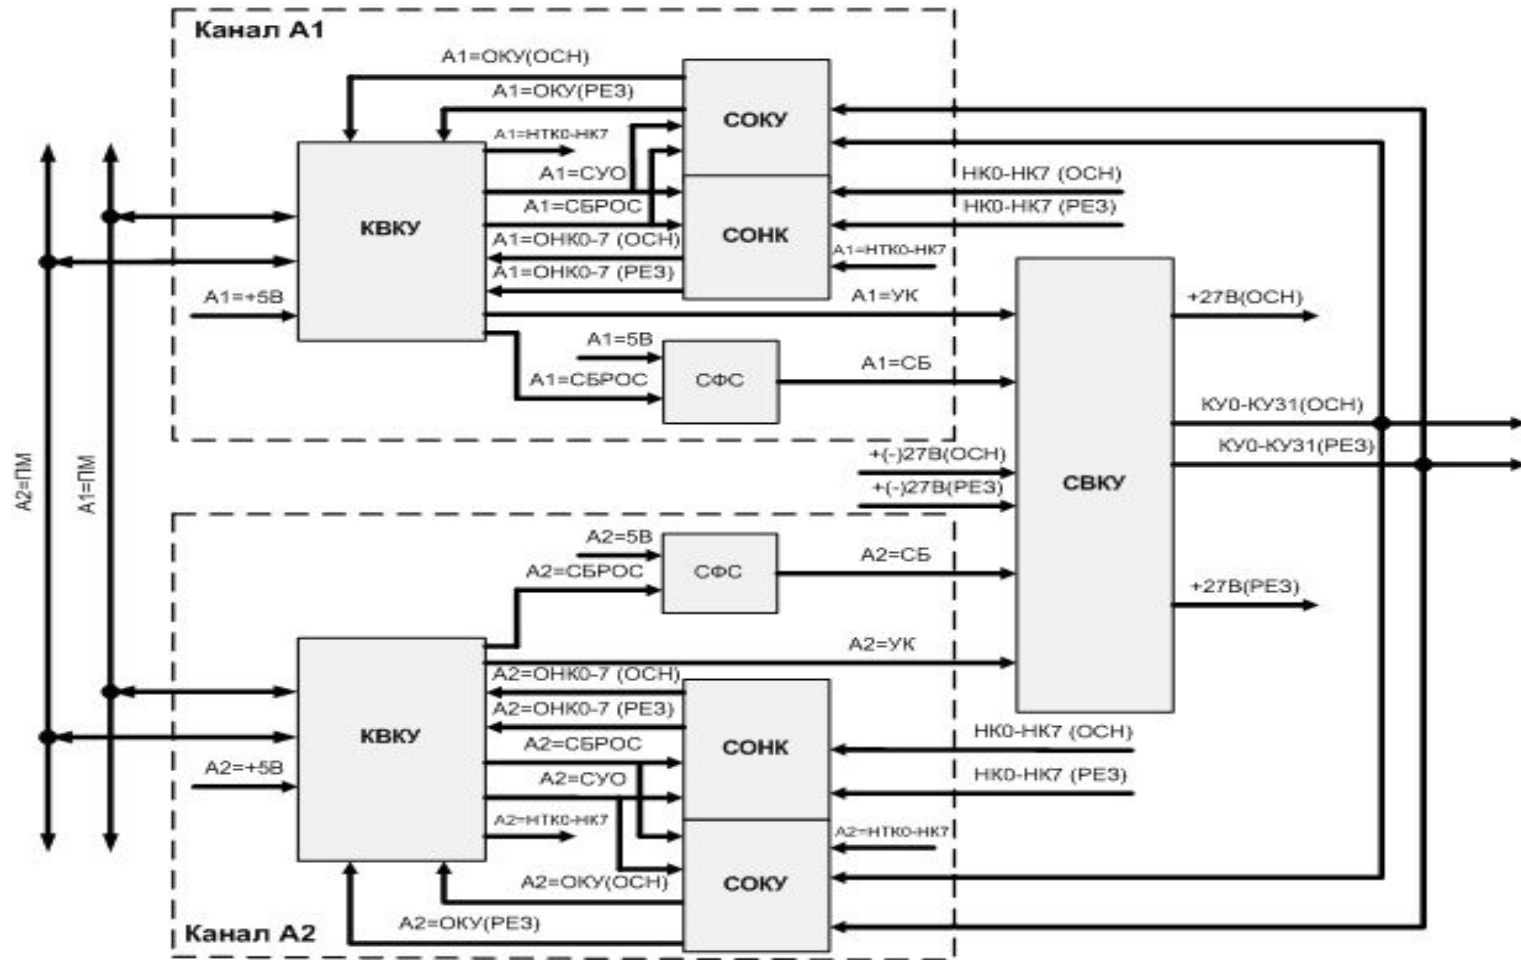 Канал А1
А1=ОКУ(ОСН)
А1=ОКУ(РЕЗ)
СОКУ
А1=НТК0-НК7
А1=СУО
НК0-НК7 (ОСН)
А1=СБРОС
НК0-НК7 (РЕЗ)
КВКУ
СОНК
А1=ОНК0-7 (ОСН)
А1=НТК0-НК7
А1=ОНК0-7 (РЕЗ)
А1=+5В
А1=УК
+27В(ОСН)
А1=5В
А1=СБРОС
СФС
А1=СБ
КУ0-КУ31(ОСН)
КУ0-КУ31(РЕЗ)
+(-)27В(ОСН)
+(-)27В(РЕЗ)
СВКУ
А2=ПМ
А1=ПМ
А2=5В
А2=СБРОС
СФС
А2=СБ
+27В(РЕЗ)
А2=УК
А2=ОНК0-7 (ОСН)
А2=ОНК0-7 (РЕЗ)
КВКУ
А2=СБРОС
СОНК
НК0-НК7 (ОСН)
А2=+5В
А2=СУО
НК0-НК7 (РЕЗ)
А2=НТК0-НК7
А2=НТК0-НК7
А2=ОКУ(ОСН)
СОКУ
А2=ОКУ(РЕЗ)
Канал А2